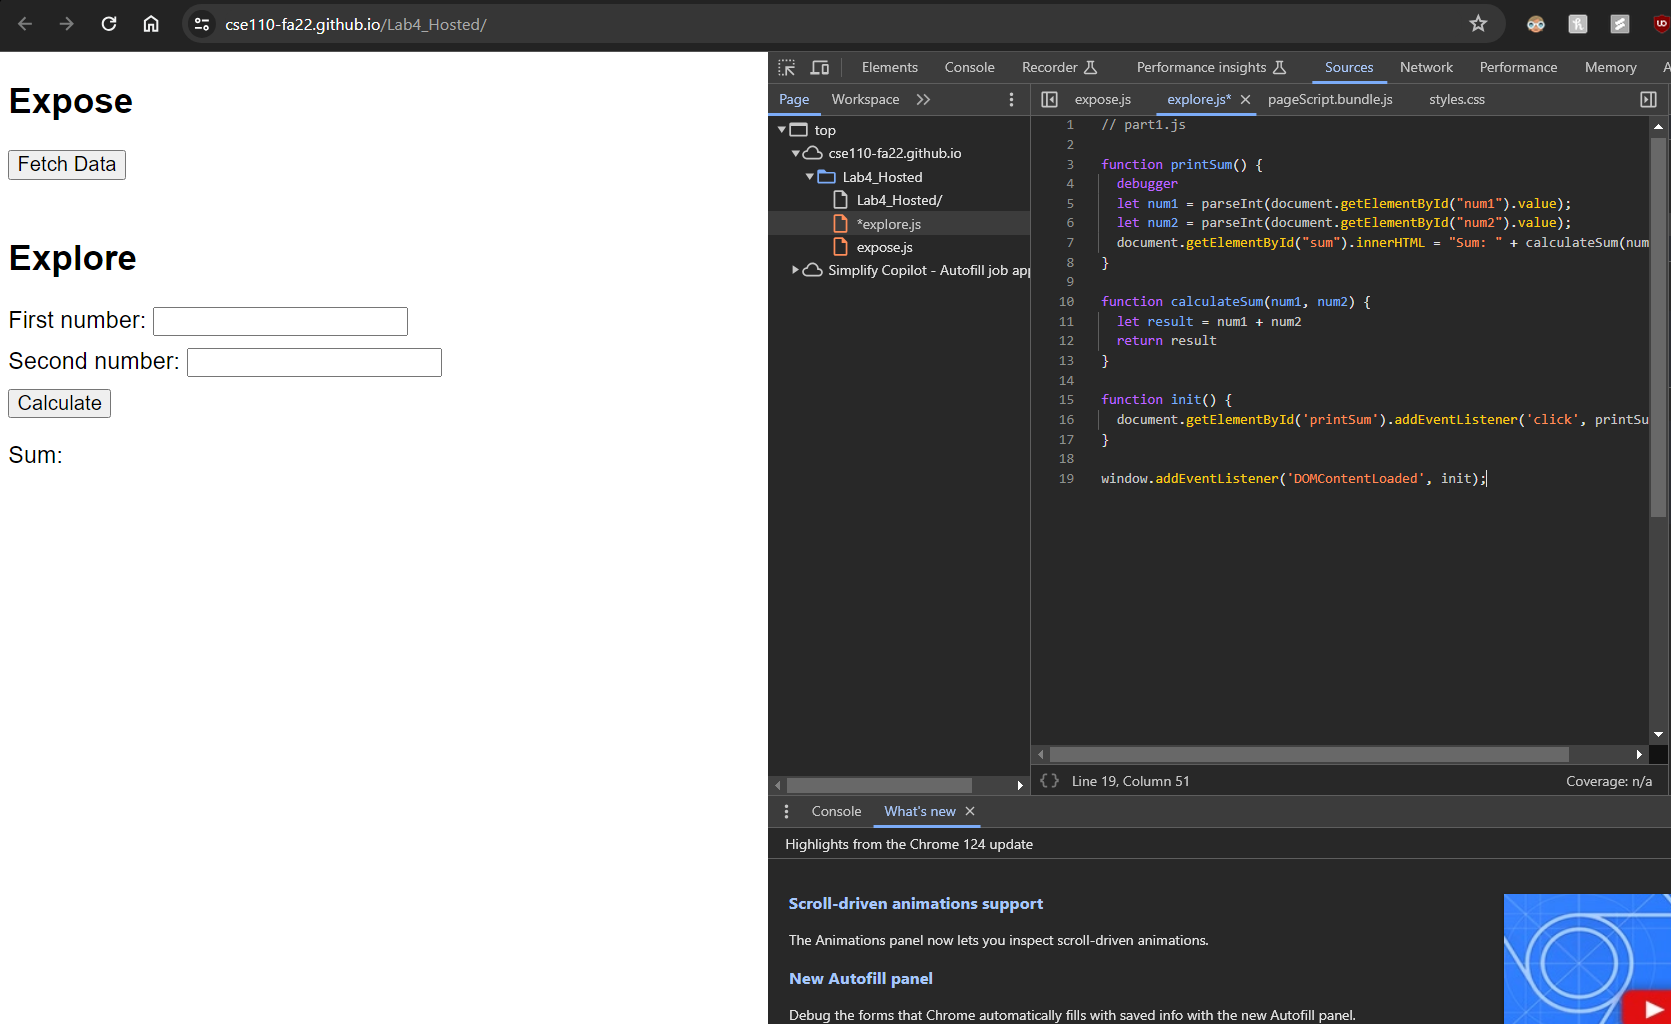 cse110-fa22.github.io/Lab4_Hosted/
Expose
Fetch Data
Explore
First number:
Second number:
Calculate
Sum:
Elements Console Recorder Performance insights Sources Network Performance Memory A
Page Workspace
expose.js explore.js* pageScript.bundle.js styles.css
top
cse110-fa22.github.io
Lab4_Hosted
Lab4_Hosted/
*explore.js
expose.js
Simplify Copilot - Autofill job app
1 // part1.js
2
3 function printSum() {
4 debugger
5 let num1 = parseInt(document.getElementById("num1").value);
6 let num2 = parseInt(document.getElementById("num2").value);
7 document.getElementById("sum").innerHTML = "Sum: " + calculateSum(num
8 }
9
10 function calculateSum(num1, num2) {
11 let result = num1 + num2
12 return result
13 }
14
15 function init() {
16 document.getElementById('printSum').addEventListener('click', printSu
17 }
18
19 window.addEventListener('DOMContentLoaded', init);
{} Line 19, Column 51 Coverage: n/a
Console What's new
Highlights from the Chrome 124 update
Scroll-driven animations support
The Animations panel now lets you inspect scroll-driven animations.
New Autofill panel
Debug the forms that Chrome automatically fills with saved info with the new Autofill panel.